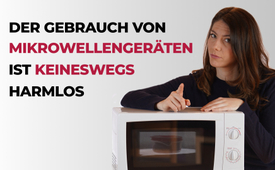 DER GEBRAUCH VON
MIKROWELLENGERÄTEN
IST KEINESWEGS
HARMLOS